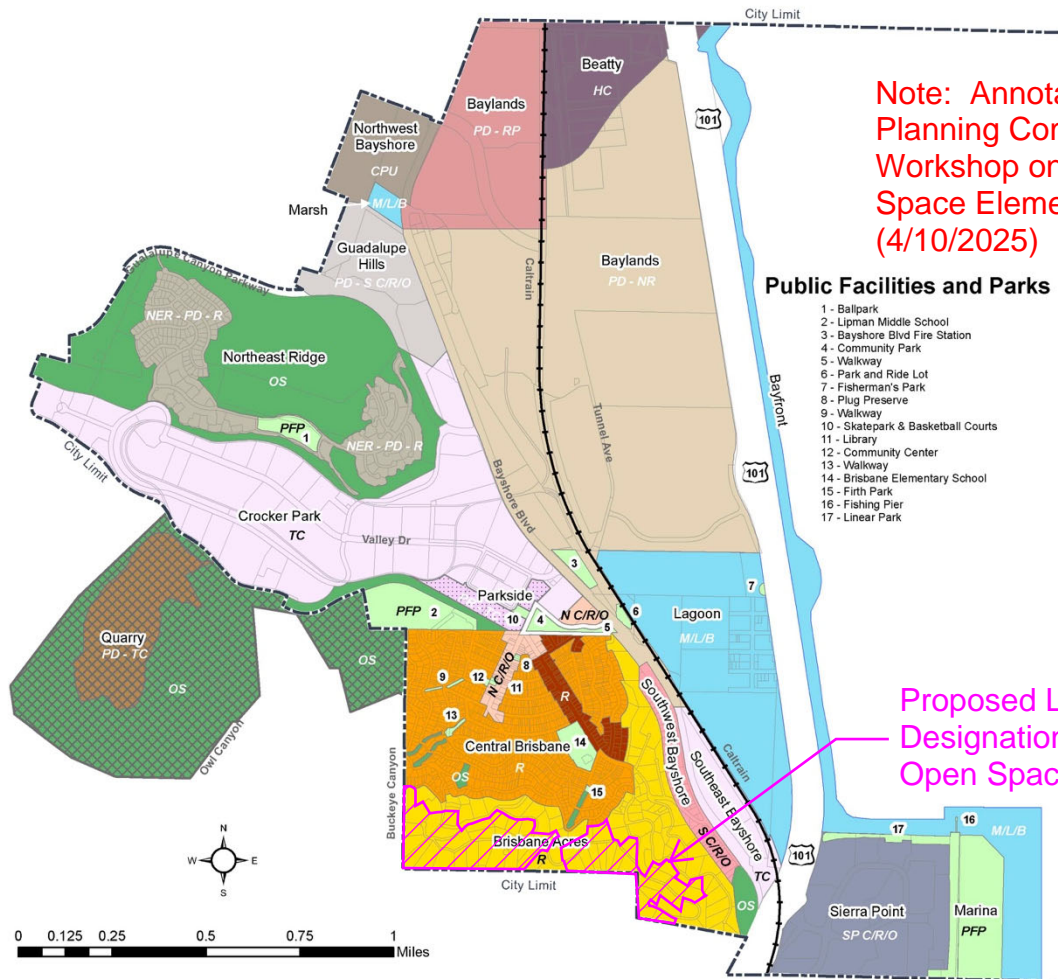 City Limit
Note: Annota
Planning Cor
Workshop on
Space Eleme
(4/10/2025)
Public Facilities and Parks
1 - Ballpark
2 - Lipman Middle School
3 - Bayshore Blvd Fire Station
4 - Community Park
5 - Walkway
6 - Park and Ride Lot
7 - Fisherman's Park
8 - Plug Preserve
9 - Walkway
10 - Skatepark & Basketball Courts
11 - Library
12 - Community Center
13 - Walkway
14 - Brisbane Elementary School
15 - Firth Park
16 - Fishing Pier
17 - Linear Park
Beatty
HC
Baylands
PD - RP
101
Northwest
Bayshore
CPU
Marsh
M/L/B
Guadalupe
Hills
PD - S C/R/O
Caltrain
Baylands
PD - NR
Guadalupe Canyon Parkway
NER - PD - R
Northeast Ridge
OS
PFP
1
NER - PD - R
City Limit
Bayfront
101
Tunnel Ave
Bayshore Blvd
Crocker Park
TC
Valley Dr
3
7
Parkside
Lagoon
M/L/B
PFP
2
10
4
N C/R/O
5
6
Quarry
PD - TC
OS
OS
Owl Canyon
8
9
12
N C/R/O
11
R
13
14
Central Brisbane
R
OS
15
Southwest Bayshore
S C/R/O
Southeast Bayshore
TC
Caltrain
Proposed L
Designation
Open Spac
Buckeye Canyon
Brisbane Acres
R
City Limit
OS
101
17
16
M/L/B
Sierra Point
SP C/R/O
Marina
PFP
N
W
E
S
0 0.125 0.25 0.5 0.75 1
Miles